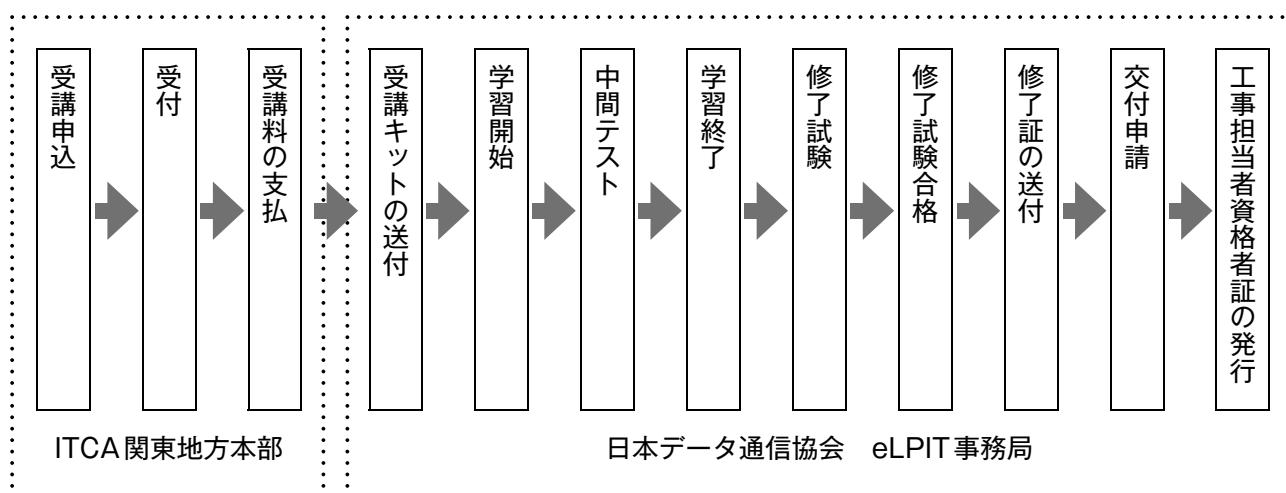 受講申込
受付
受講料の支払
受講キットの送付
学習開始
中間テスト
学習終了
修了試験
修了試験合格
修了証の送付
交付申請
工事担当者資格者証の発行
ITCA関東地方本部
日本データ通信協会　eLPIT事務局